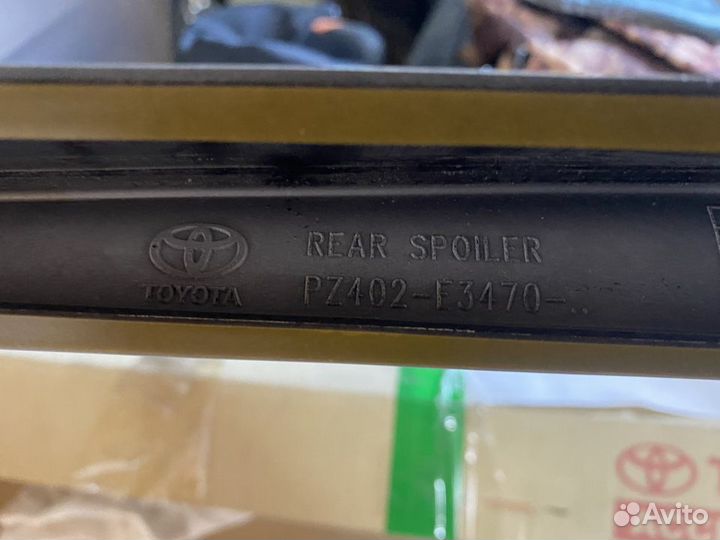 REAR SPOILER
TOYOTA
PZ402-E3470-..
Avito